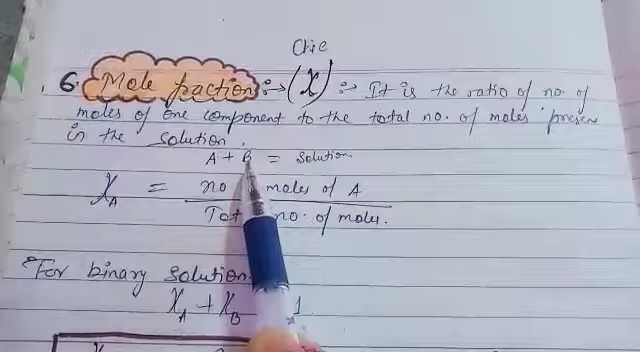 Chie
6. Mole fraction :→ (X) :→ It is the ratio of no. of
moles of one component to the total no. of moles present
in the solution.
A + B = solution.
X_A = no moles of A
Tot no. of moles.
For binary solution
X_A + X_B 1